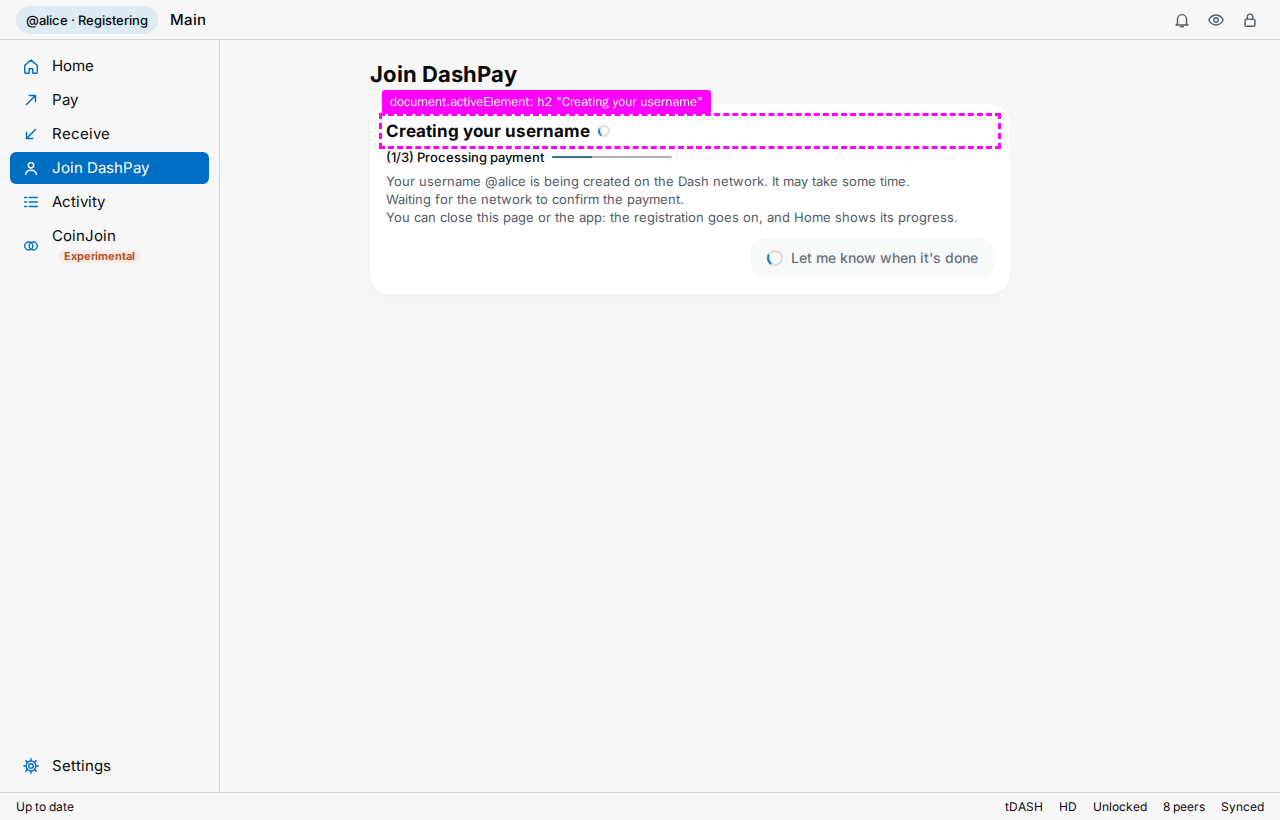 @alice · Registering
Main
Home
Pay
Receive
Join DashPay
Activity
CoinJoin
Experimental
Settings
Join DashPay
document.activeElement: h2 "Creating your username"
Creating your username
(1/3) Processing payment
Your username @alice is being created on the Dash network. It may take some time.
Waiting for the network to confirm the payment.
You can close this page or the app: the registration goes on, and Home shows its progress.
Let me know when it's done
Up to date
tDASH HD Unlocked 8 peers Synced